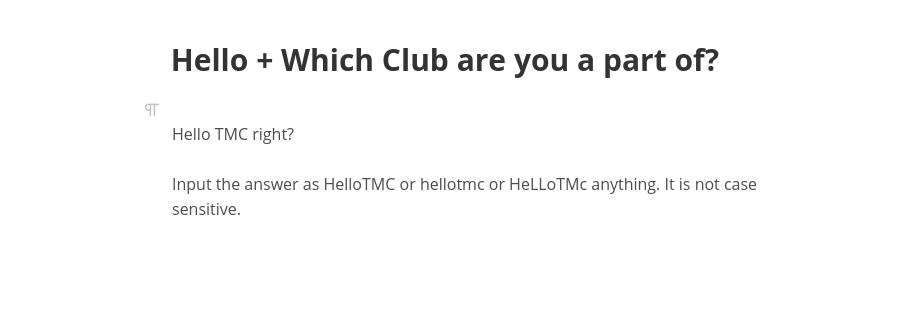 Hello + Which Club are you a part of?
¶
Hello TMC right?
Input the answer as HelloTMC or hellotmc or HeLLoTMc anything. It is not case
sensitive.